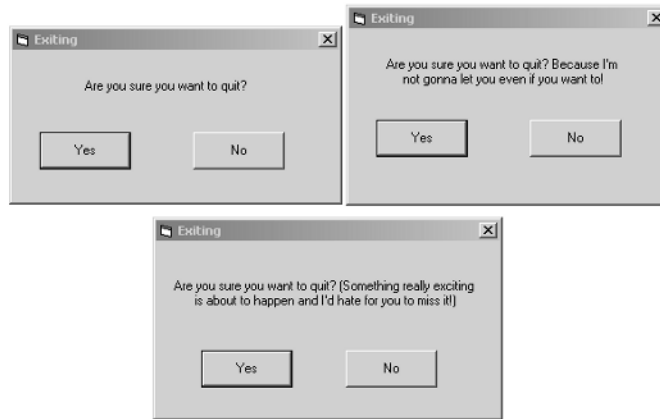 Exiting
Are you sure you want to quit?
Yes
No
Exiting
Are you sure you want to quit? Because I'm
not gonna let you even if you want to!
Yes
No
Exiting
Are you sure you want to quit? (Something really exciting
is about to happen and I'd hate for you to miss it!)
Yes
No